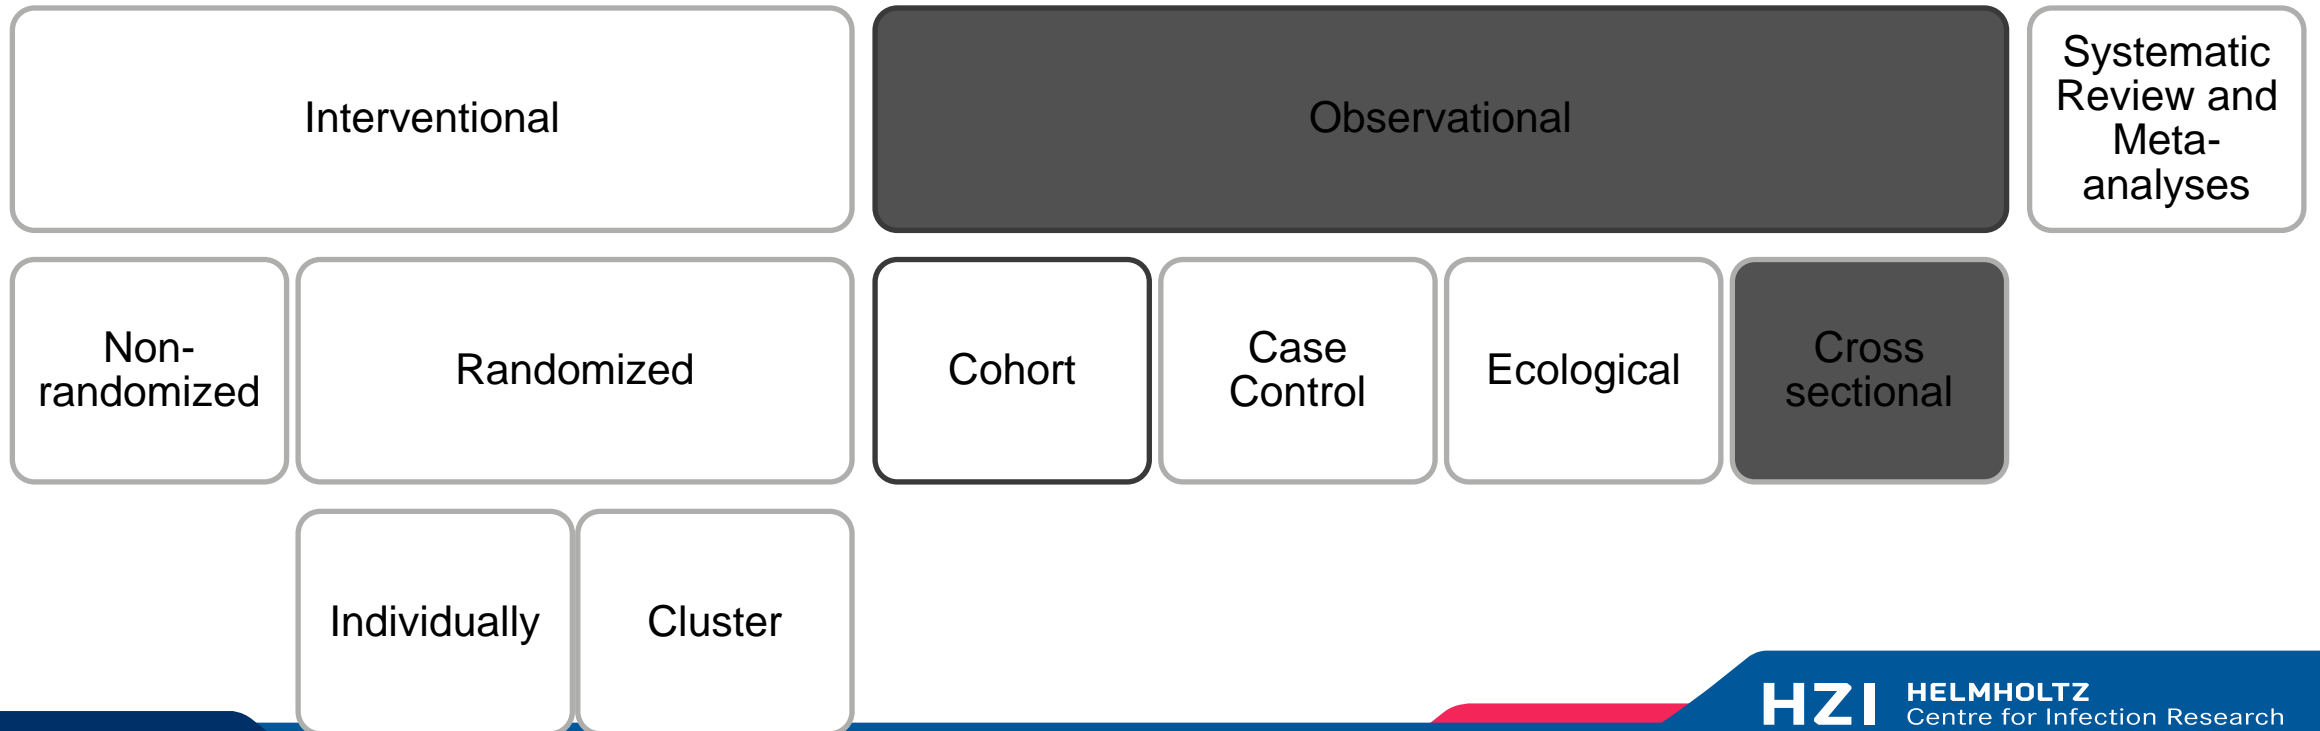 Interventional
Observational
Systematic
Review and
Meta-
analyses
Non-
randomized
Randomized
Cohort
Case
Control
Ecological
Cross
sectional
Individually
Cluster
HZI
HELMHOLTZ
Centre for Infection Research